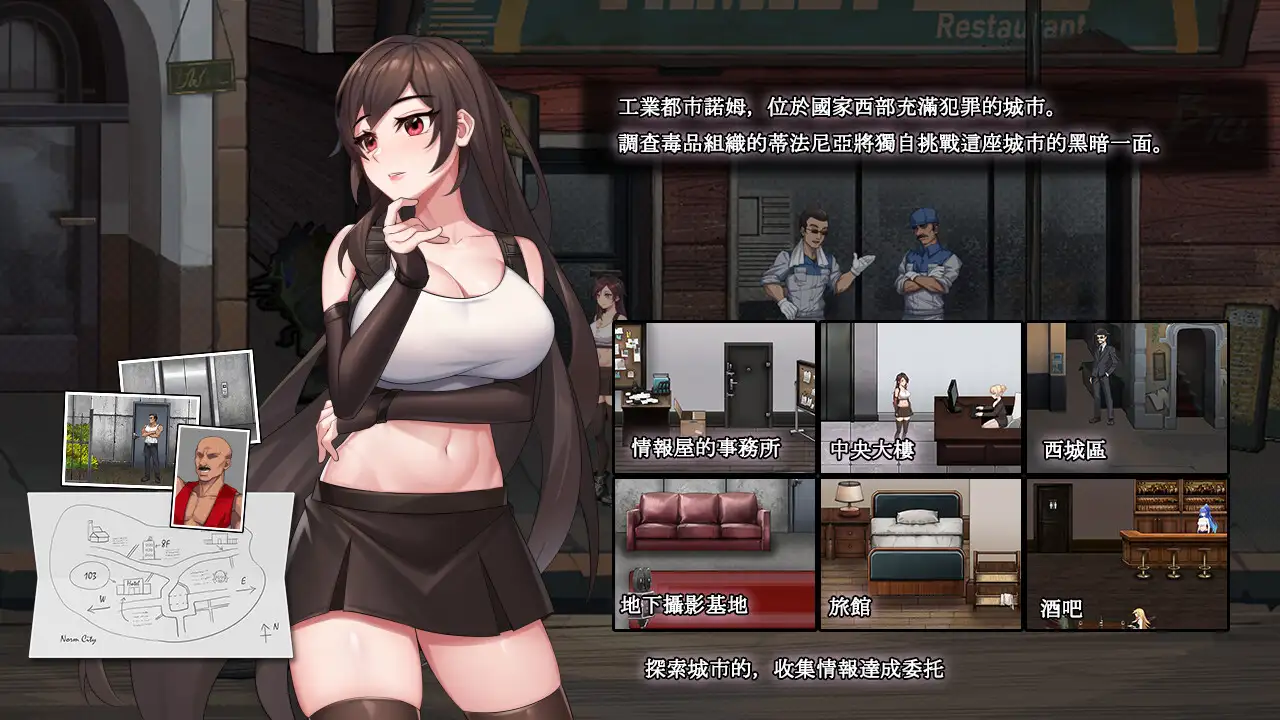 Restaurant
工業都市諾姆，位於國家西部充滿犯罪的城市。
調查毒品組織的蒂法尼亞將獨自挑戰這座城市的黑暗一面。
情報屋的事務所
中央大樓
西城區
地下攝影基地
旅館
酒吧
8F
103
Hotel
E
W
N
Norm City
探索城市的，收集情報達成委托